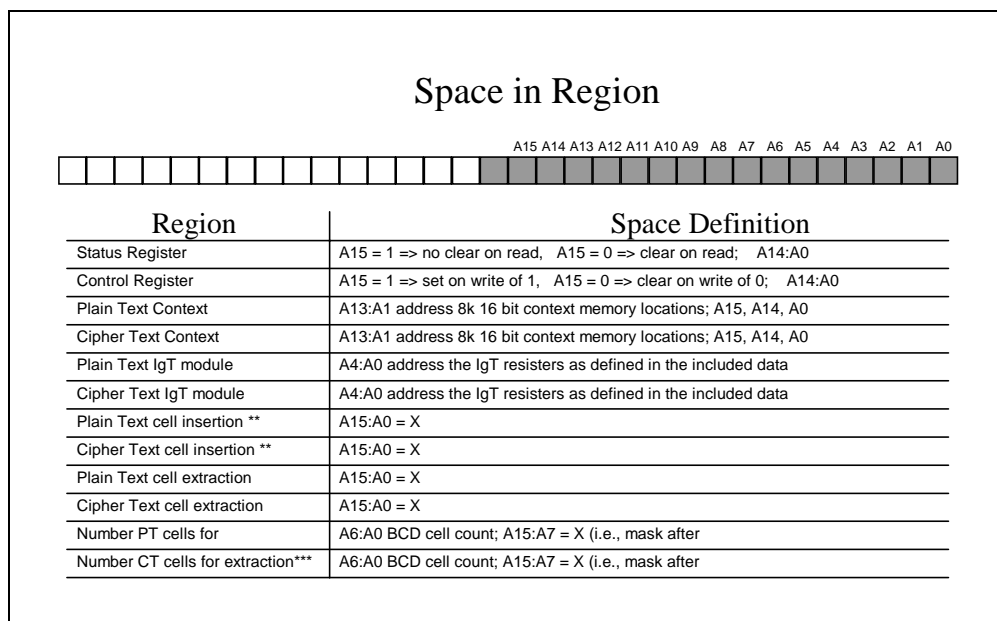 Space in Region
A15 A14 A13 A12 A11 A10 A9 A8 A7 A6 A5 A4 A3 A2 A1 A0
Region Space Definition
Status Register A15 = 1 => no clear on read, A15 = 0 => clear on read; A14:A0
Control Register A15 = 1 => set on write of 1, A15 = 0 => clear on write of 0; A14:A0
Plain Text Context A13:A1 address 8k 16 bit context memory locations; A15, A14, A0
Cipher Text Context A13:A1 address 8k 16 bit context memory locations; A15, A14, A0
Plain Text IgT module A4:A0 address the IgT resisters as defined in the included data
Cipher Text IgT module A4:A0 address the IgT resisters as defined in the included data
Plain Text cell insertion ** A15:A0 = X
Cipher Text cell insertion ** A15:A0 = X
Plain Text cell extraction A15:A0 = X
Cipher Text cell extraction A15:A0 = X
Number PT cells for A6:A0 BCD cell count; A15:A7 = X (i.e., mask after
Number CT cells for extraction*** A6:A0 BCD cell count; A15:A7 = X (i.e., mask after